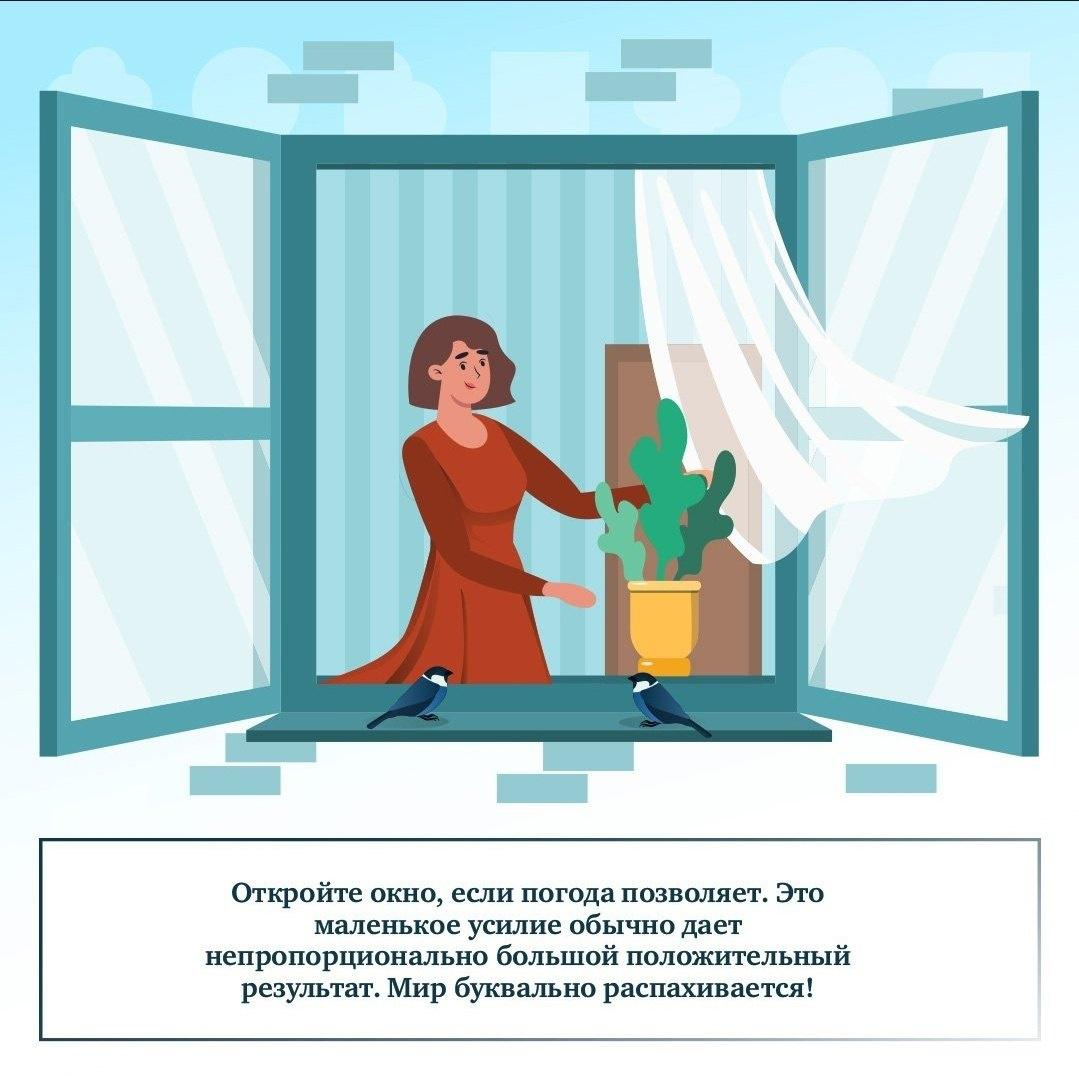 Откройте окно, если погода позволяет. Это
маленькое усилие обычно дает
непропорционально большой положительный
результат. Мир буквально распахивается!